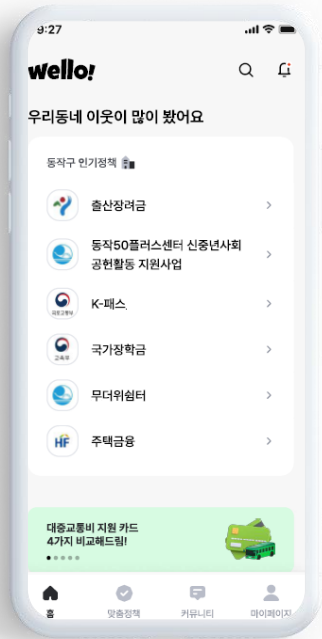 9:27
wello!
우리동네 이웃이 많이 봤어요
동작구 인기정책
출산장려금
동작50플러스센터 신중년사회
공헌활동 지원사업
K-패스
국가장학금
교육부
무더위쉼터
HF
주택금융
대중교통비 지원 카드
4가지 비교해드림!
홈
맞춤정책
커뮤니티
마이페이지